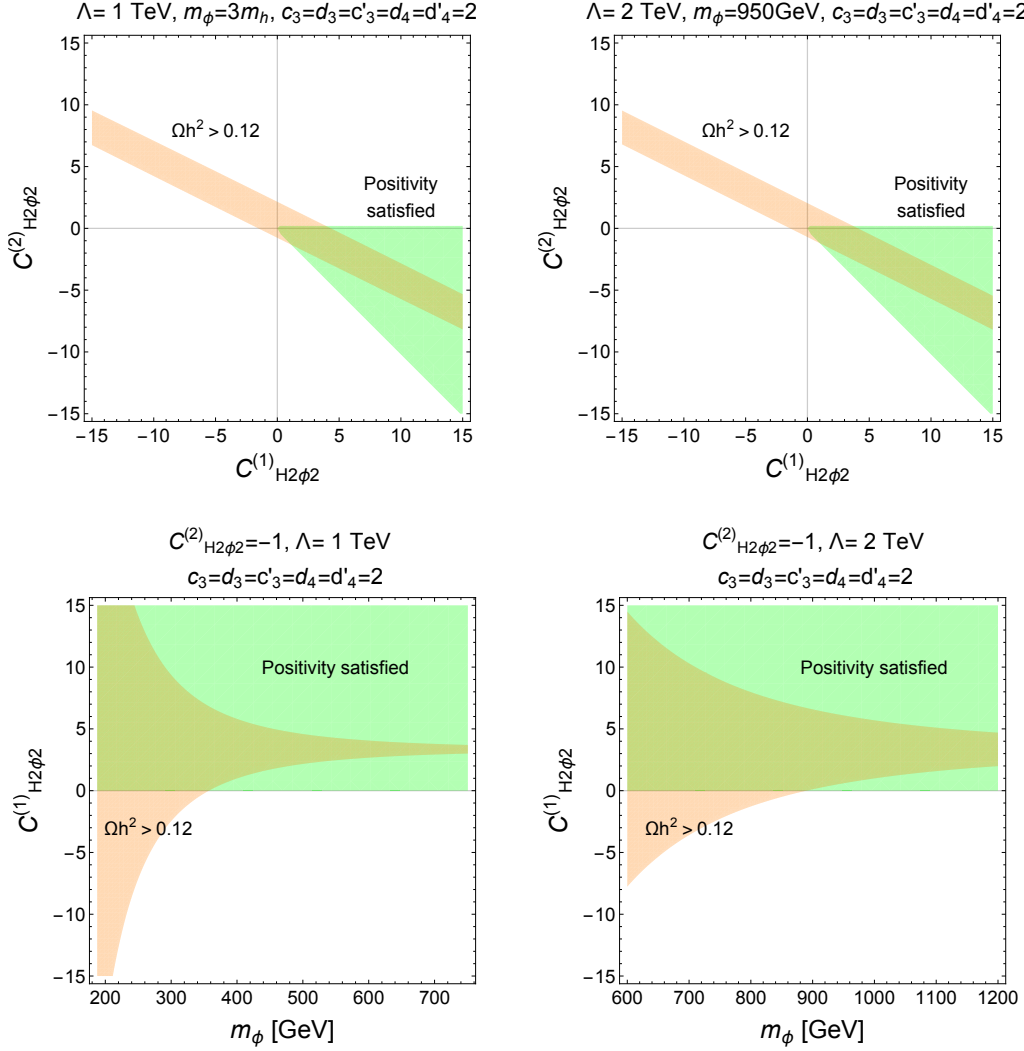 Λ= 1 TeV, mϕ=3mh, c3=d3=c'3=d4=d'4=2
15
10
5
0
−5
−10
−15
C(2)H2ϕ2
Ωh2 > 0.12
Positivity
satisfied
−15 −10 −5 0 5 10 15
C(1)H2ϕ2
Λ= 2 TeV, mϕ=950GeV, c3=d3=c'3=d4=d'4=2
15
10
5
0
−5
−10
−15
C(2)H2ϕ2
Ωh2 > 0.12
Positivity
satisfied
−15 −10 −5 0 5 10 15
C(1)H2ϕ2
C(2)H2ϕ2=−1, Λ= 1 TeV
c3=d3=c'3=d4=d'4=2
15
10
5
0
−5
−10
−15
C(1)H2ϕ2
Positivity satisfied
Ωh2 > 0.12
200 300 400 500 600 700
mϕ [GeV]
C(2)H2ϕ2=−1, Λ= 2 TeV
c3=d3=c'3=d4=d'4=2
15
10
5
0
−5
−10
−15
C(1)H2ϕ2
Positivity satisfied
Ωh2 > 0.12
600 700 800 900 1000 1100 1200
mϕ [GeV]